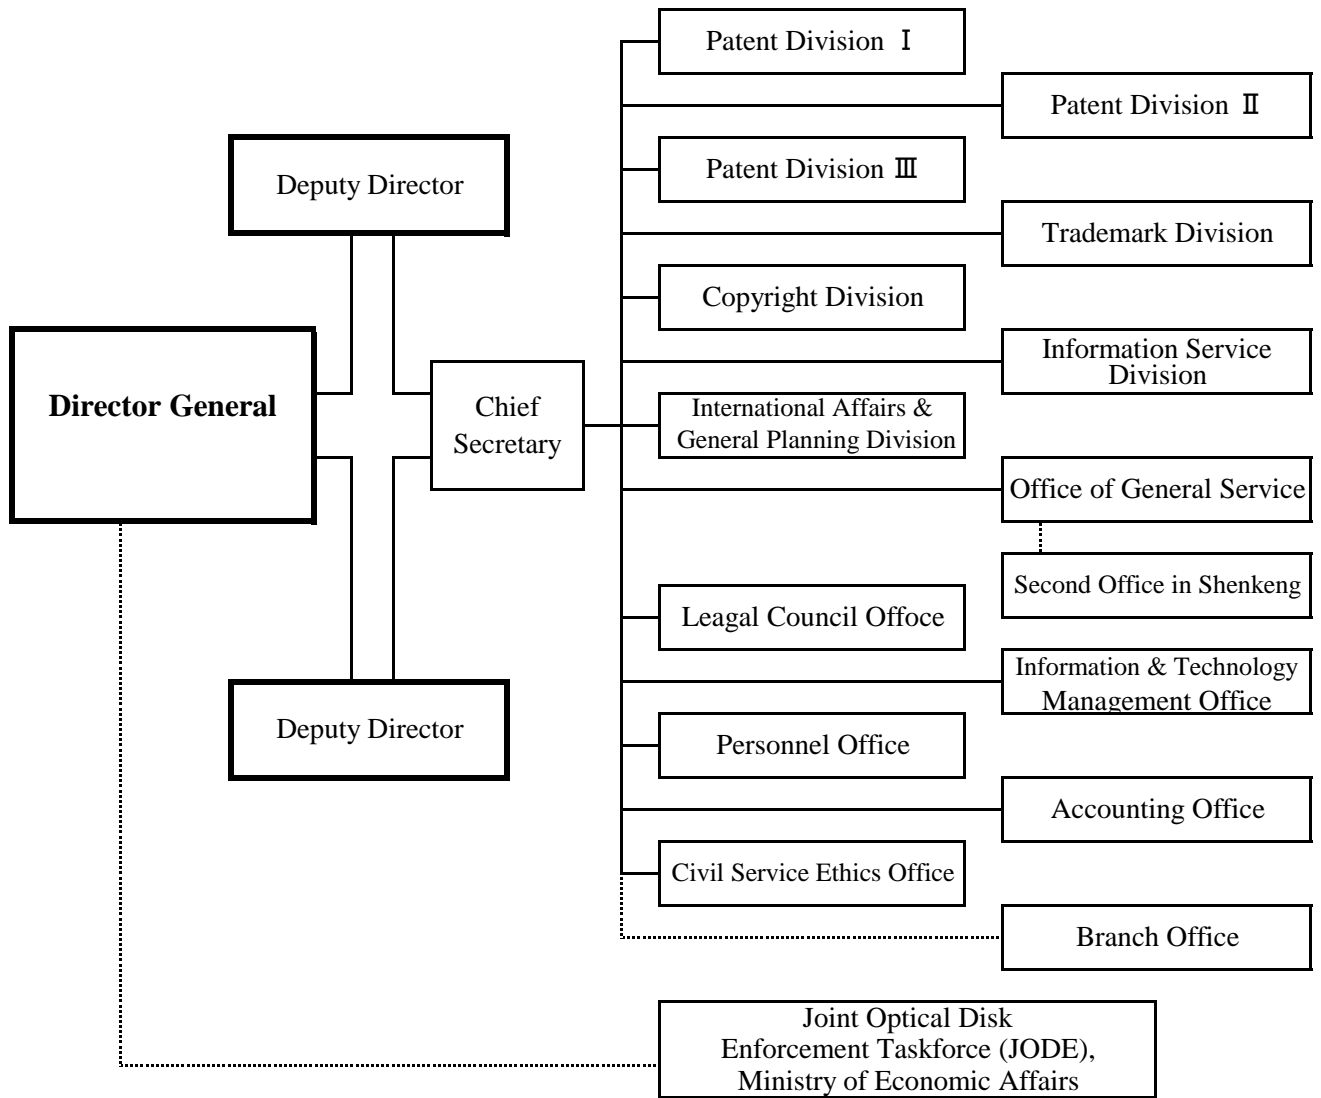 Patent Division Ⅰ
Patent Division Ⅱ
Deputy Director
Patent Division Ⅲ
Trademark Division
Copyright Division
Information Service
Division
Director General
Chief
Secretary
International Affairs &
General Planning Division
Office of General Service
Second Office in Shenkeng
Leagal Council Offoce
Information & Technology
Management Office
Deputy Director
Personnel Office
Accounting Office
Civil Service Ethics Office
Branch Office
Joint Optical Disk
Enforcement Taskforce (JODE),
Ministry of Economic Affairs